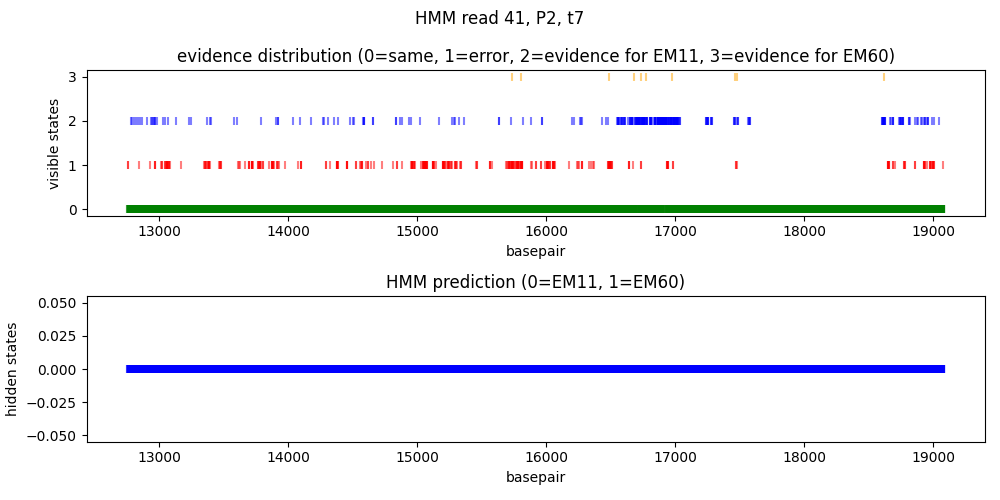 HMM read 41, P2, t7
evidence distribution (0=same, 1=error, 2=evidence for EM11, 3=evidence for EM60)
visible states
3
2
1
0
13000 14000 15000 16000 17000 18000 19000
basepair
HMM prediction (0=EM11, 1=EM60)
hidden states
0.050
0.025
0.000
−0.025
−0.050
13000 14000 15000 16000 17000 18000 19000
basepair